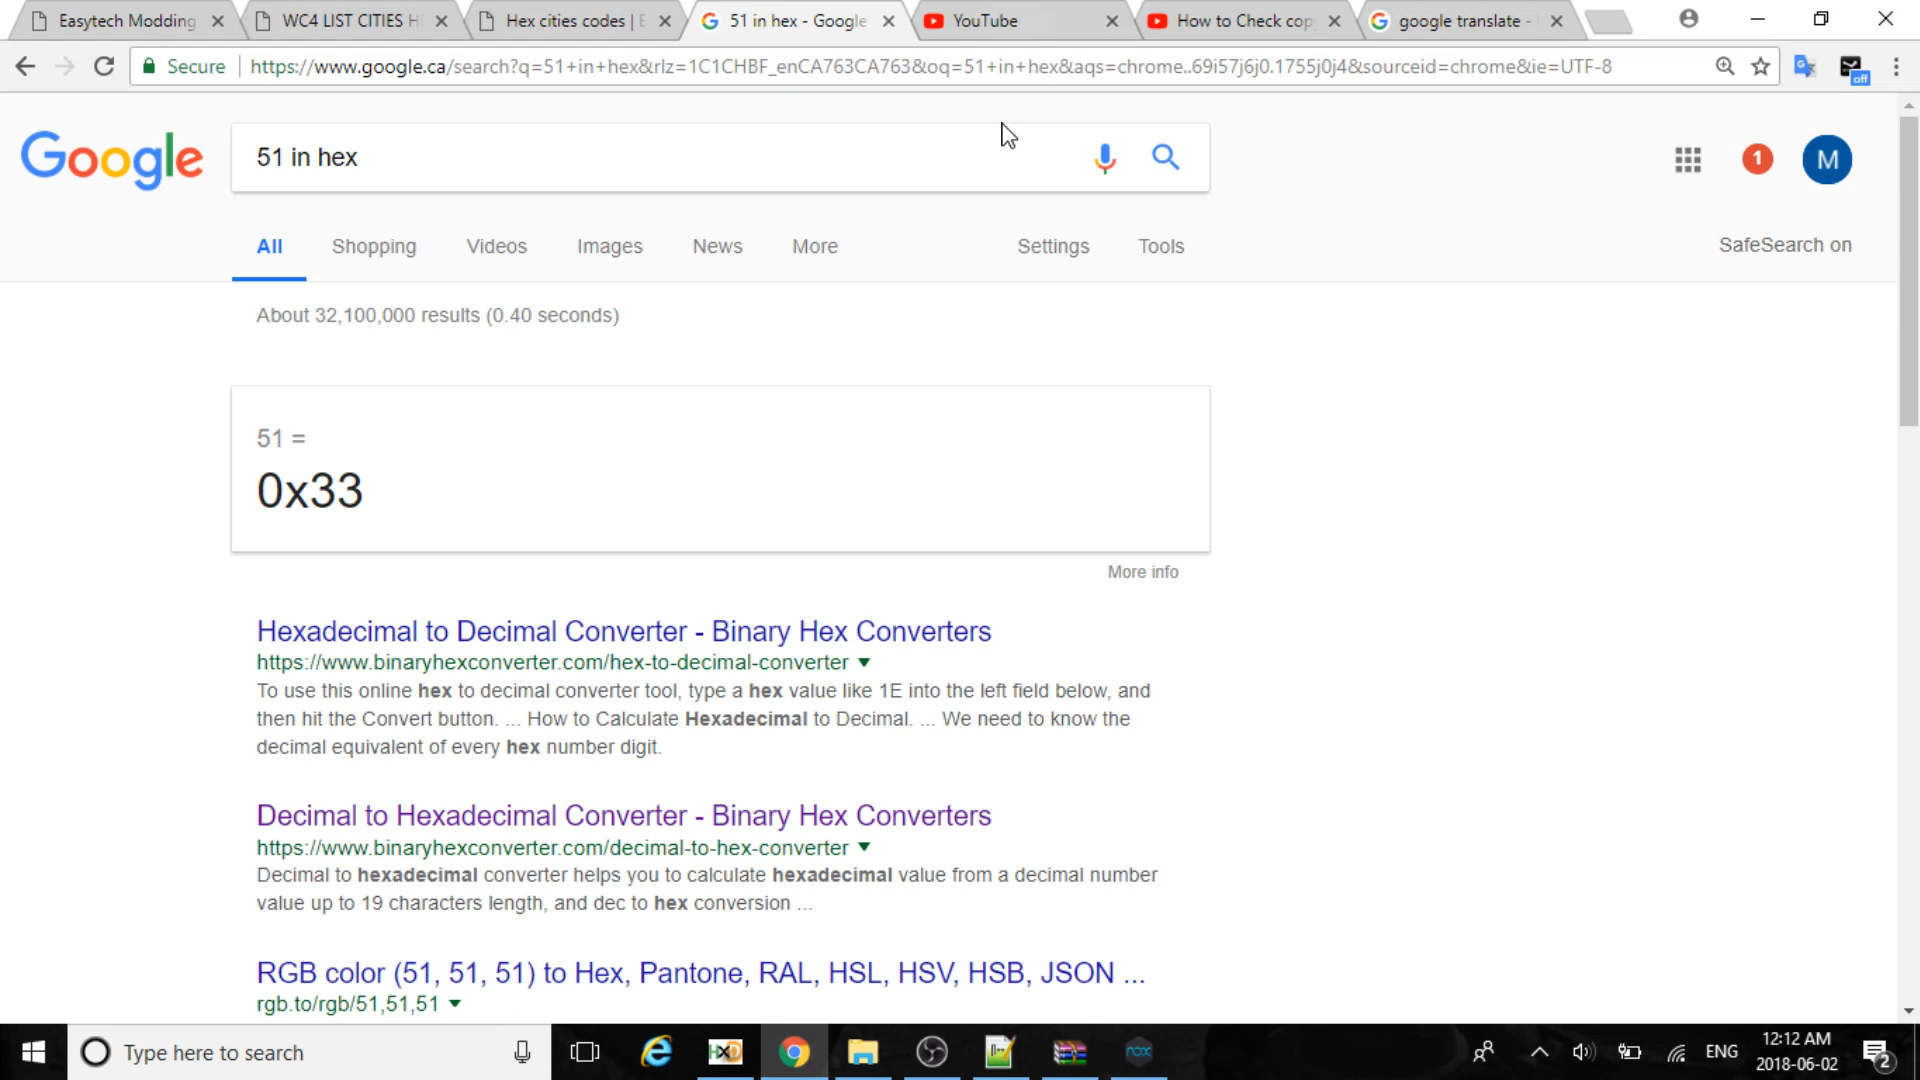 Easytech Modding
WC4 LIST CITIES H
Hex cities codes | E
51 in hex - Google
YouTube
How to Check cop
google translate -
Secure
https://www.google.ca/search?q=51+in+hex&rlz=1C1CHBF_enCA763CA763&oq=51+in+hex&aqs=chrome..69i57j6j0.1755j0j4&sourceid=chrome&ie=UTF-8
off
Google
51 in hex
1
M
All
Shopping
Videos
Images
News
More
Settings
Tools
SafeSearch on
About 32,100,000 results (0.40 seconds)
51 =
0x33
More info
Hexadecimal to Decimal Converter - Binary Hex Converters
https://www.binaryhexconverter.com/hex-to-decimal-converter
To use this online hex to decimal converter tool, type a hex value like 1E into the left field below, and
then hit the Convert button. ... How to Calculate Hexadecimal to Decimal. ... We need to know the
decimal equivalent of every hex number digit.
Decimal to Hexadecimal Converter - Binary Hex Converters
https://www.binaryhexconverter.com/decimal-to-hex-converter
Decimal to hexadecimal converter helps you to calculate hexadecimal value from a decimal number
value up to 19 characters length, and dec to hex conversion ...
RGB color (51, 51, 51) to Hex, Pantone, RAL, HSL, HSV, HSB, JSON ...
rgb.to/rgb/51,51,51
Type here to search
HXD
nox
ENG
12:12 AM
2018-06-02
2